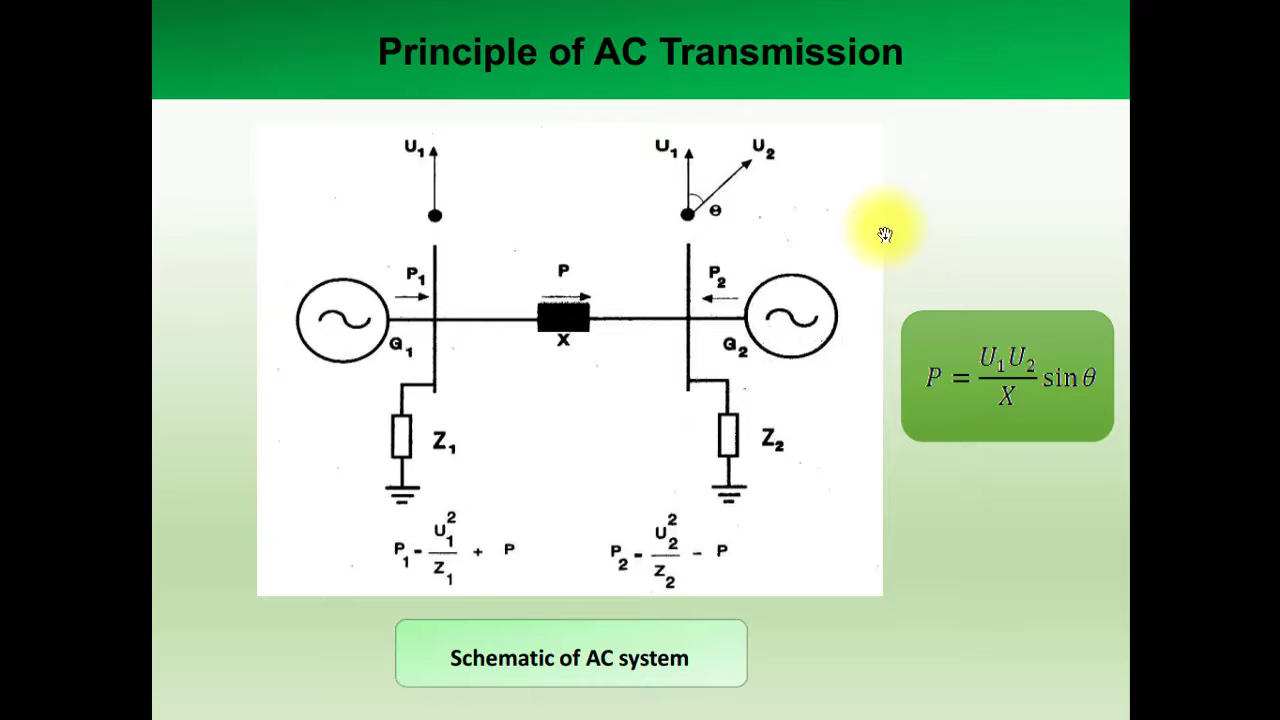 Principle of AC Transmission
U₁ U₁ U₂
θ
P₁ P P₂
G₁ X G₂
Z₁ Z₂
P = U₁U₂/X sin θ
P₁ = U₁²/Z₁ + P
P₂ = U₂²/Z₂ − P
Schematic of AC system